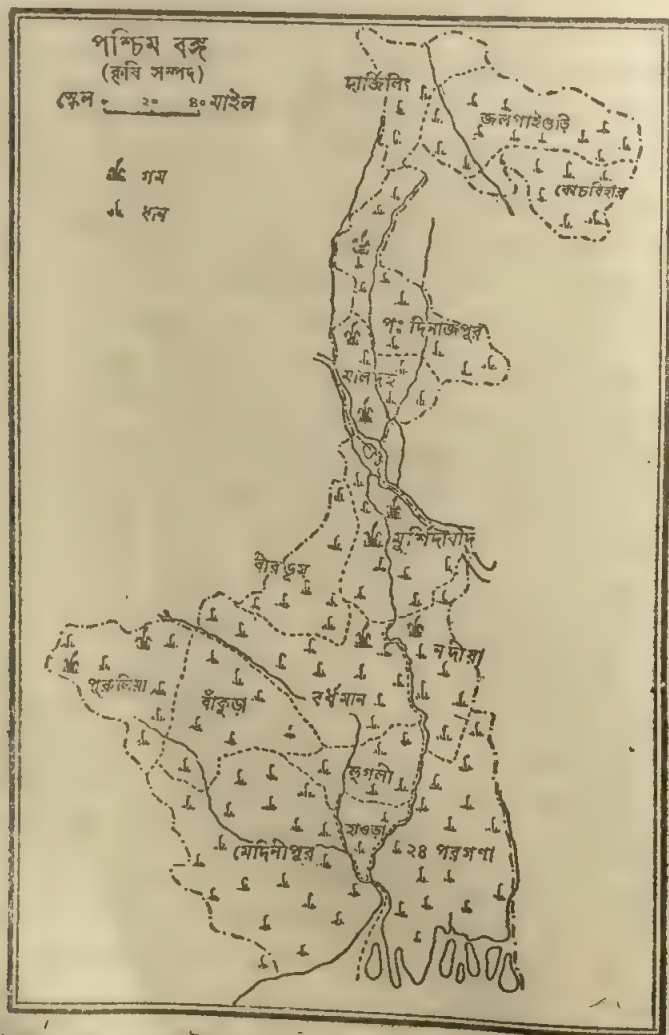 পশ্চিম বঙ্গ
(কৃষি সম্পদ)
স্কেল ০ ২০ ৪০ মাইল
গম
ধান
দার্জিলিং
জলপাইগুড়ি
কোচবিহার
পঃ দিনাজপুর
মালদহ
মুর্শিদাবাদ
বীরভূম
নদীয়া
পুরুলিয়া
বাঁকুড়া
বর্ধমান
হুগলী
হাওড়া
মেদিনীপুর
২৪ পরগণা